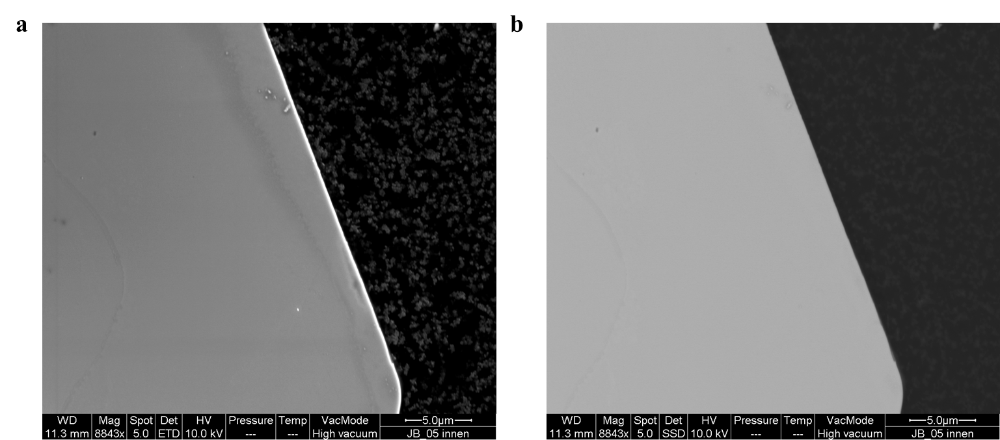 a
b
WD Mag Spot Det HV Pressure Temp VacMode 5.0µm
11.3 mm 8843x 5.0 ETD 10.0 kV --- --- High vacuum JB_05 innen
WD Mag Spot Det HV Pressure Temp VacMode 5.0µm
11.3 mm 8843x 5.0 SSD 10.0 kV --- --- High vacuum JB_05 innen